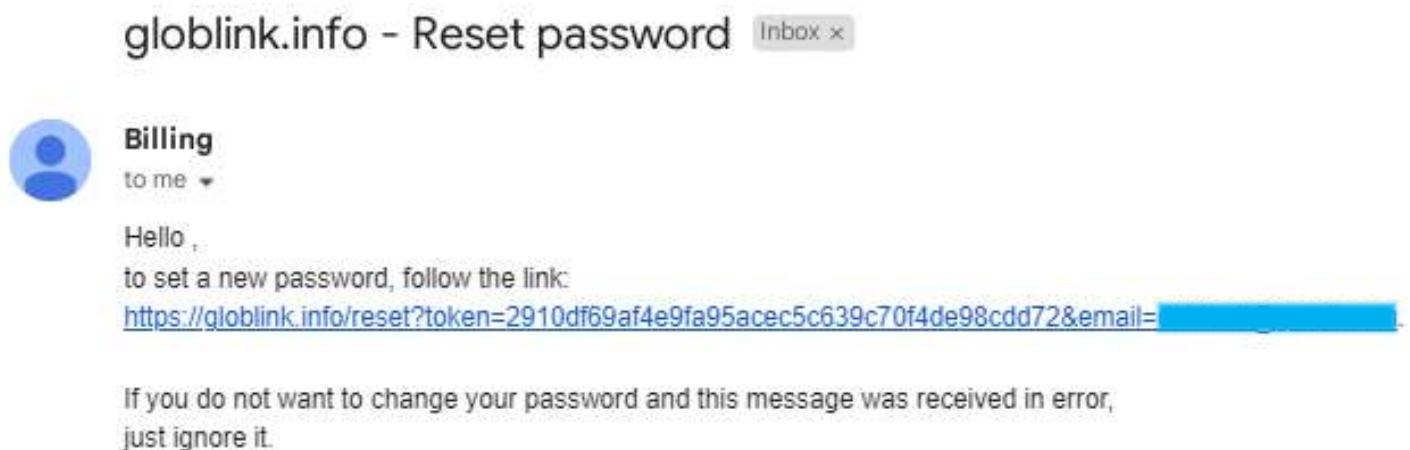 globlink.info - Reset password Inbox ×
Billing
to me
Hello ,
to set a new password, follow the link:
https://globlink.info/reset?token=2910df69af4e9fa95acec5c639c70f4de98cdd72&email=
If you do not want to change your password and this message was received in error,
just ignore it.